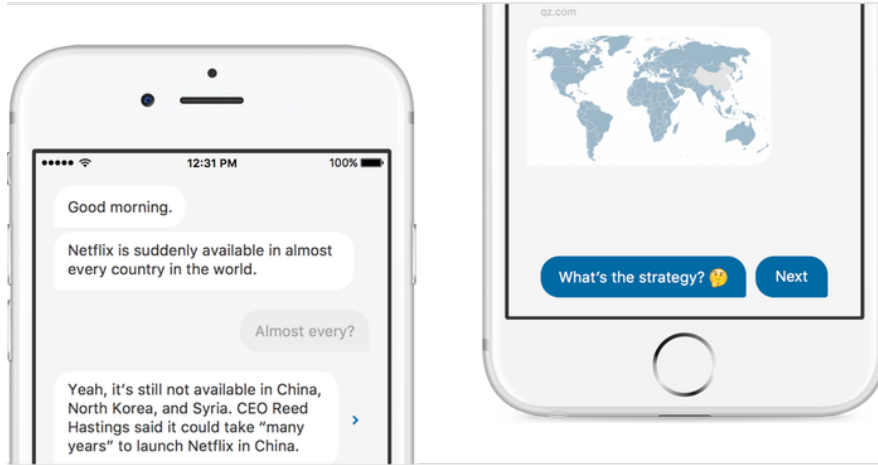 12:31 PM
100%
Good morning.
Netflix is suddenly available in almost
every country in the world.
Almost every?
Yeah, it's still not available in China,
North Korea, and Syria. CEO Reed
Hastings said it could take “many
years” to launch Netflix in China.
qz.com
What's the strategy? 🤔
Next